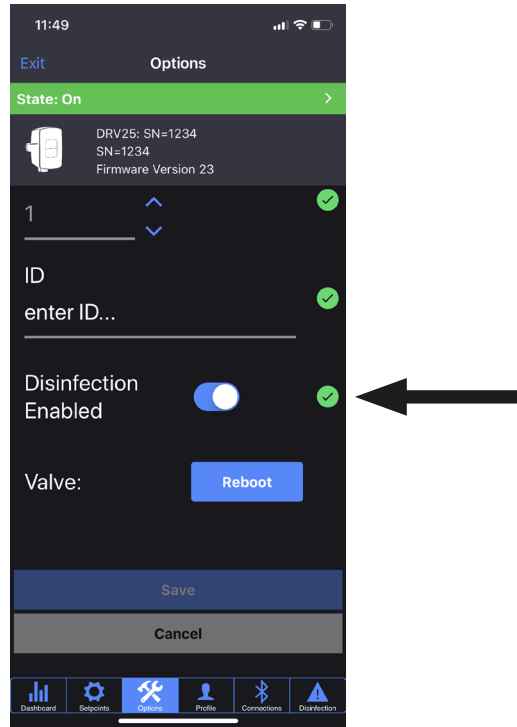 11:49
Exit
Options
State: On
DRV25: SN=1234
SN=1234
Firmware Version 23
1
ID
enter ID...
Disinfection
Enabled
Valve:
Reboot
Save
Cancel
Dashboard Setpoints Options Profile Connections Disinfection